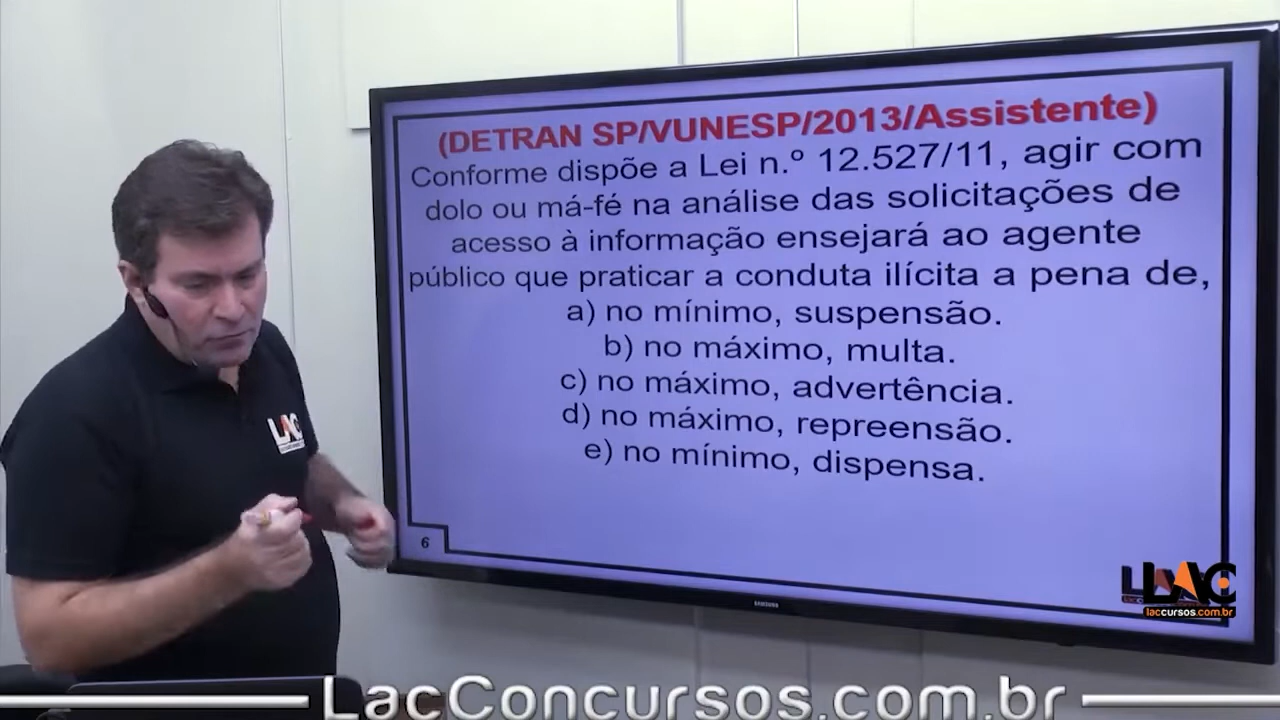 (DETRAN SP/VUNESP/2013/Assistente)
Conforme dispõe a Lei n.º 12.527/11, agir com
dolo ou má-fé na análise das solicitações de
acesso à informação ensejará ao agente
público que praticar a conduta ilícita a pena de,
a) no mínimo, suspensão.
b) no máximo, multa.
c) no máximo, advertência.
d) no máximo, repreensão.
e) no mínimo, dispensa.
6
LAC
LAC
laccursos.com.br
SAMSUNG
LacConcursos.com.br